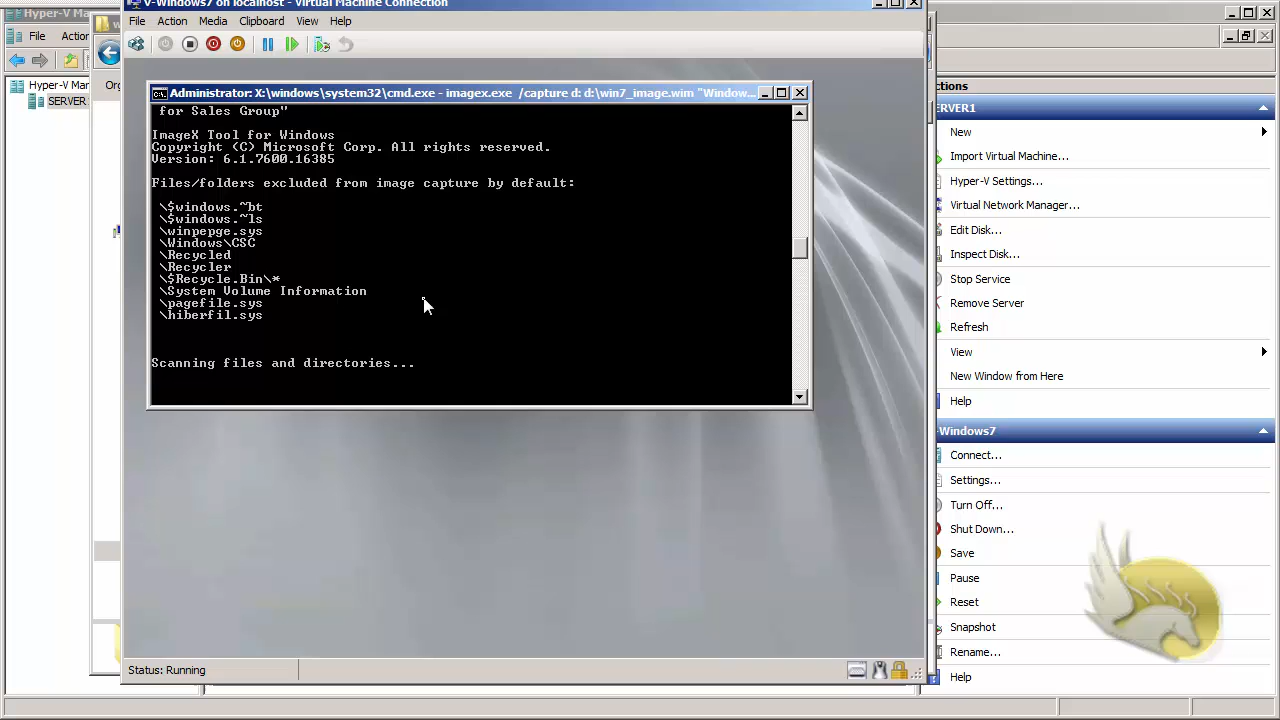 Hyper-V Ma
File
Action
Hyper-V Mar
SERVER
Org
V-Windows7 on localhost - Virtual Machine Connection
File Action Media Clipboard View Help
Administrator: X:\windows\system32\cmd.exe - imagex.exe /capture d: d:\win7_image.wim "Window...
for Sales Group"
ImageX Tool for Windows
Copyright (C) Microsoft Corp. All rights reserved.
Version: 6.1.7600.16385
Files/folders excluded from image capture by default:
\$windows.~bt
\$windows.~ls
\winpepge.sys
\Windows\CSC
\Recycled
\Recycler
\$Recycle.Bin\*
\System Volume Information
\pagefile.sys
\hiberfil.sys
Scanning files and directories...
Status: Running
ctions
ERVER1
New
Import Virtual Machine...
Hyper-V Settings...
Virtual Network Manager...
Edit Disk...
Inspect Disk...
Stop Service
Remove Server
Refresh
View
New Window from Here
Help
-Windows7
Connect...
Settings...
Turn Off...
Shut Down...
Save
Pause
Reset
Snapshot
Rename...
Help